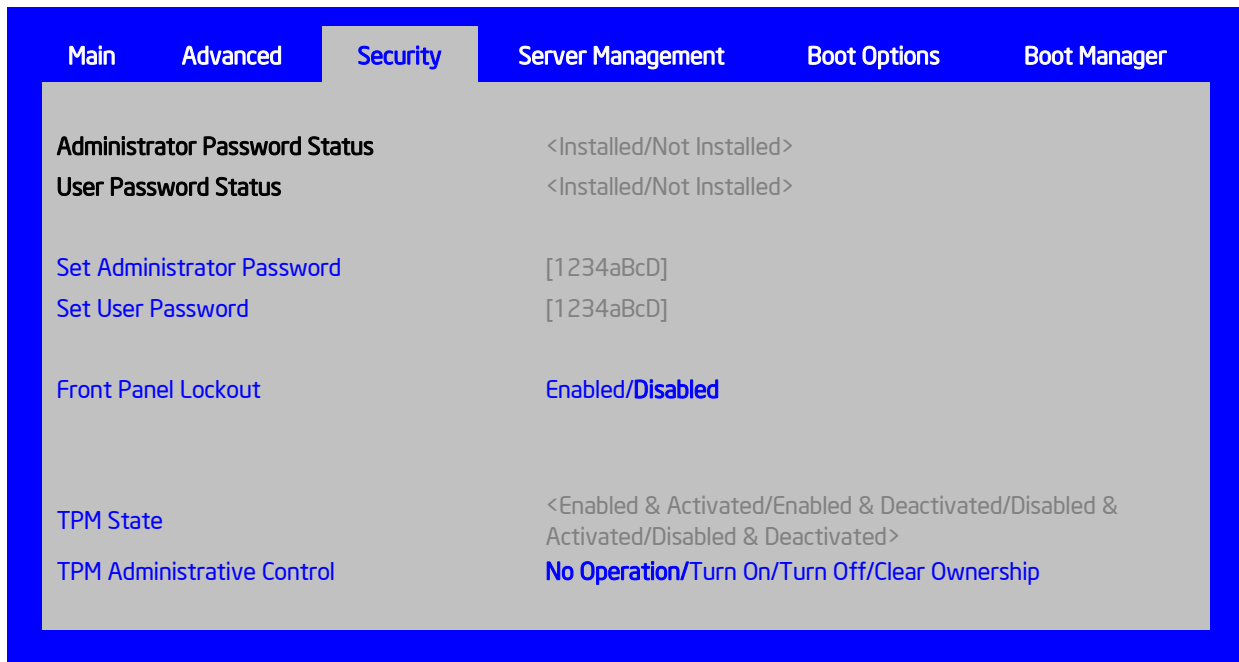 Main Advanced Security Server Management Boot Options Boot Manager
Administrator Password Status <Installed/Not Installed>
User Password Status <Installed/Not Installed>
Set Administrator Password [1234aBcD]
Set User Password [1234aBcD]
Front Panel Lockout Enabled/Disabled
TPM State <Enabled & Activated/Enabled & Deactivated/Disabled &
Activated/Disabled & Deactivated>
TPM Administrative Control No Operation/Turn On/Turn Off/Clear Ownership